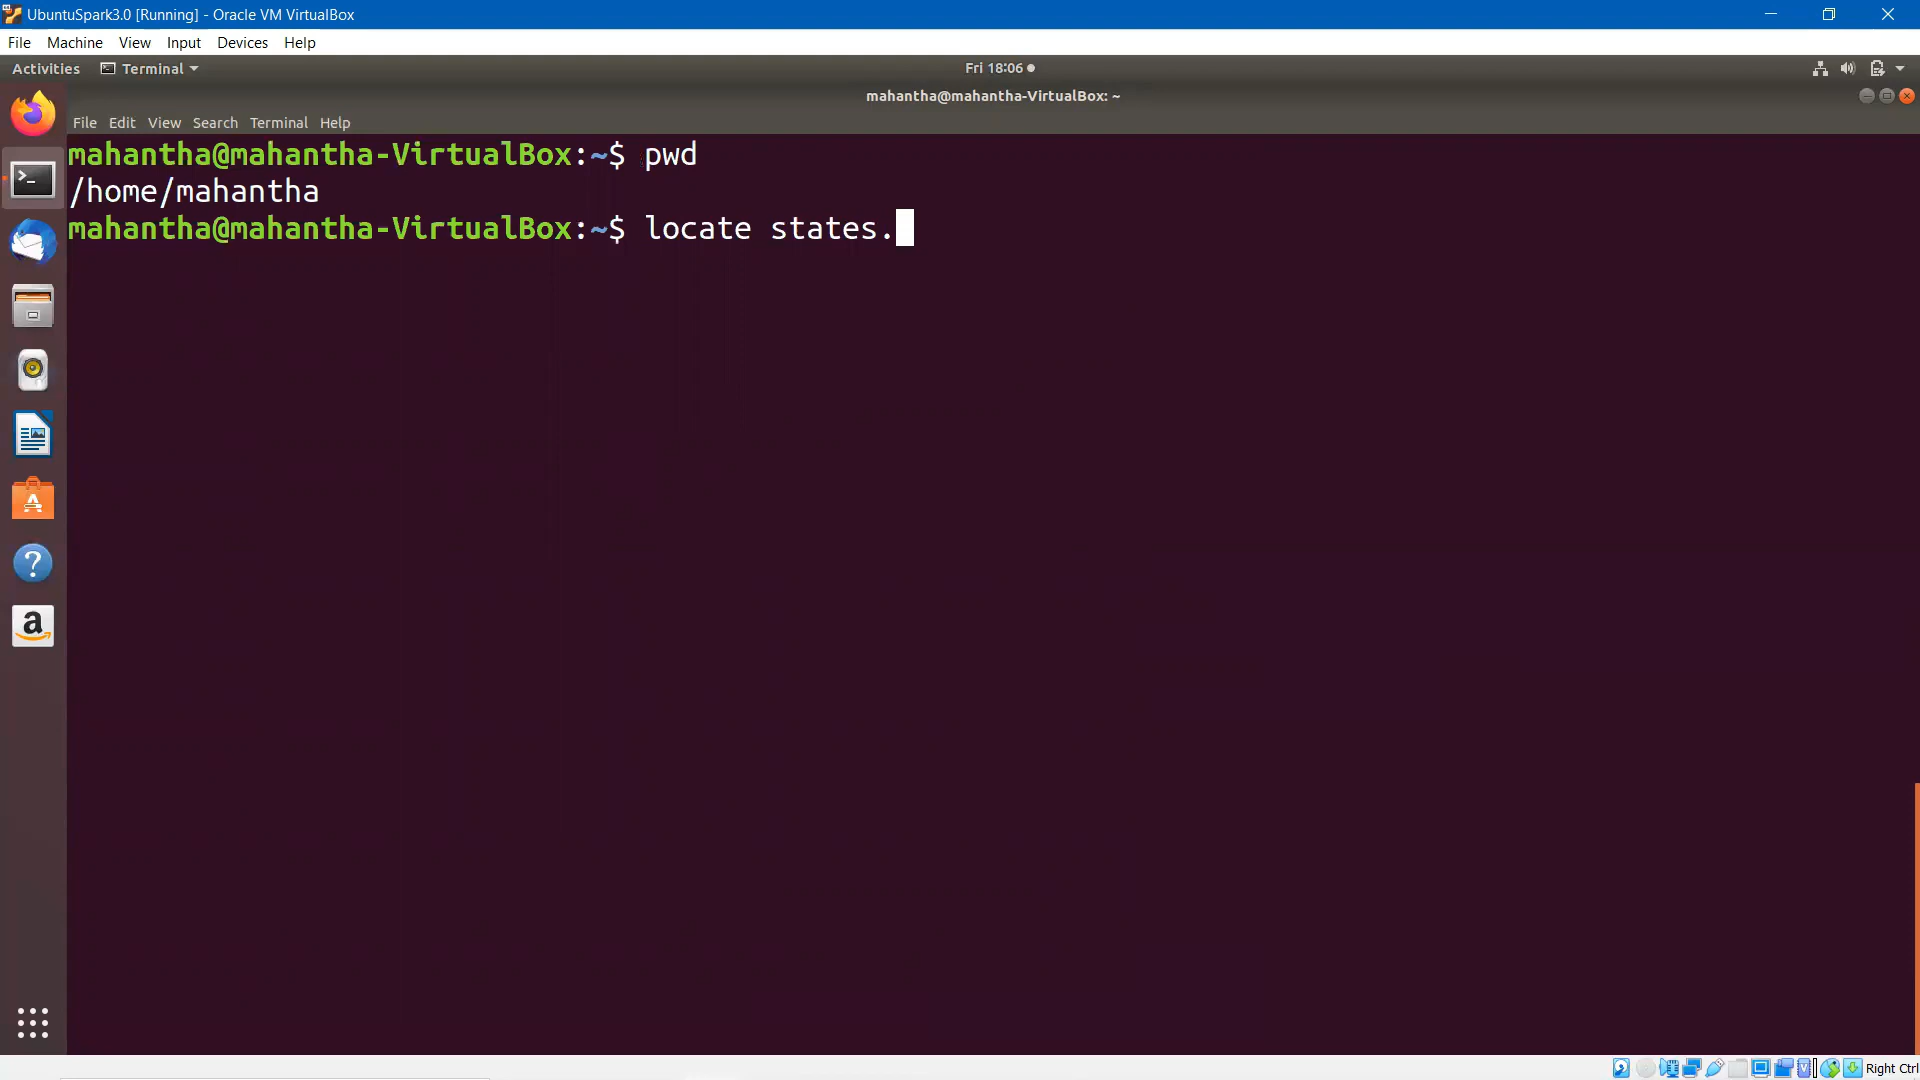 UbuntuSpark3.0 [Running] - Oracle VM VirtualBox
File Machine View Input Devices Help
Activities Terminal Fri 18:06
mahantha@mahantha-VirtualBox: ~
File Edit View Search Terminal Help
mahantha@mahantha-VirtualBox:~$ pwd
/home/mahantha
mahantha@mahantha-VirtualBox:~$ locate states.
Right Ctrl